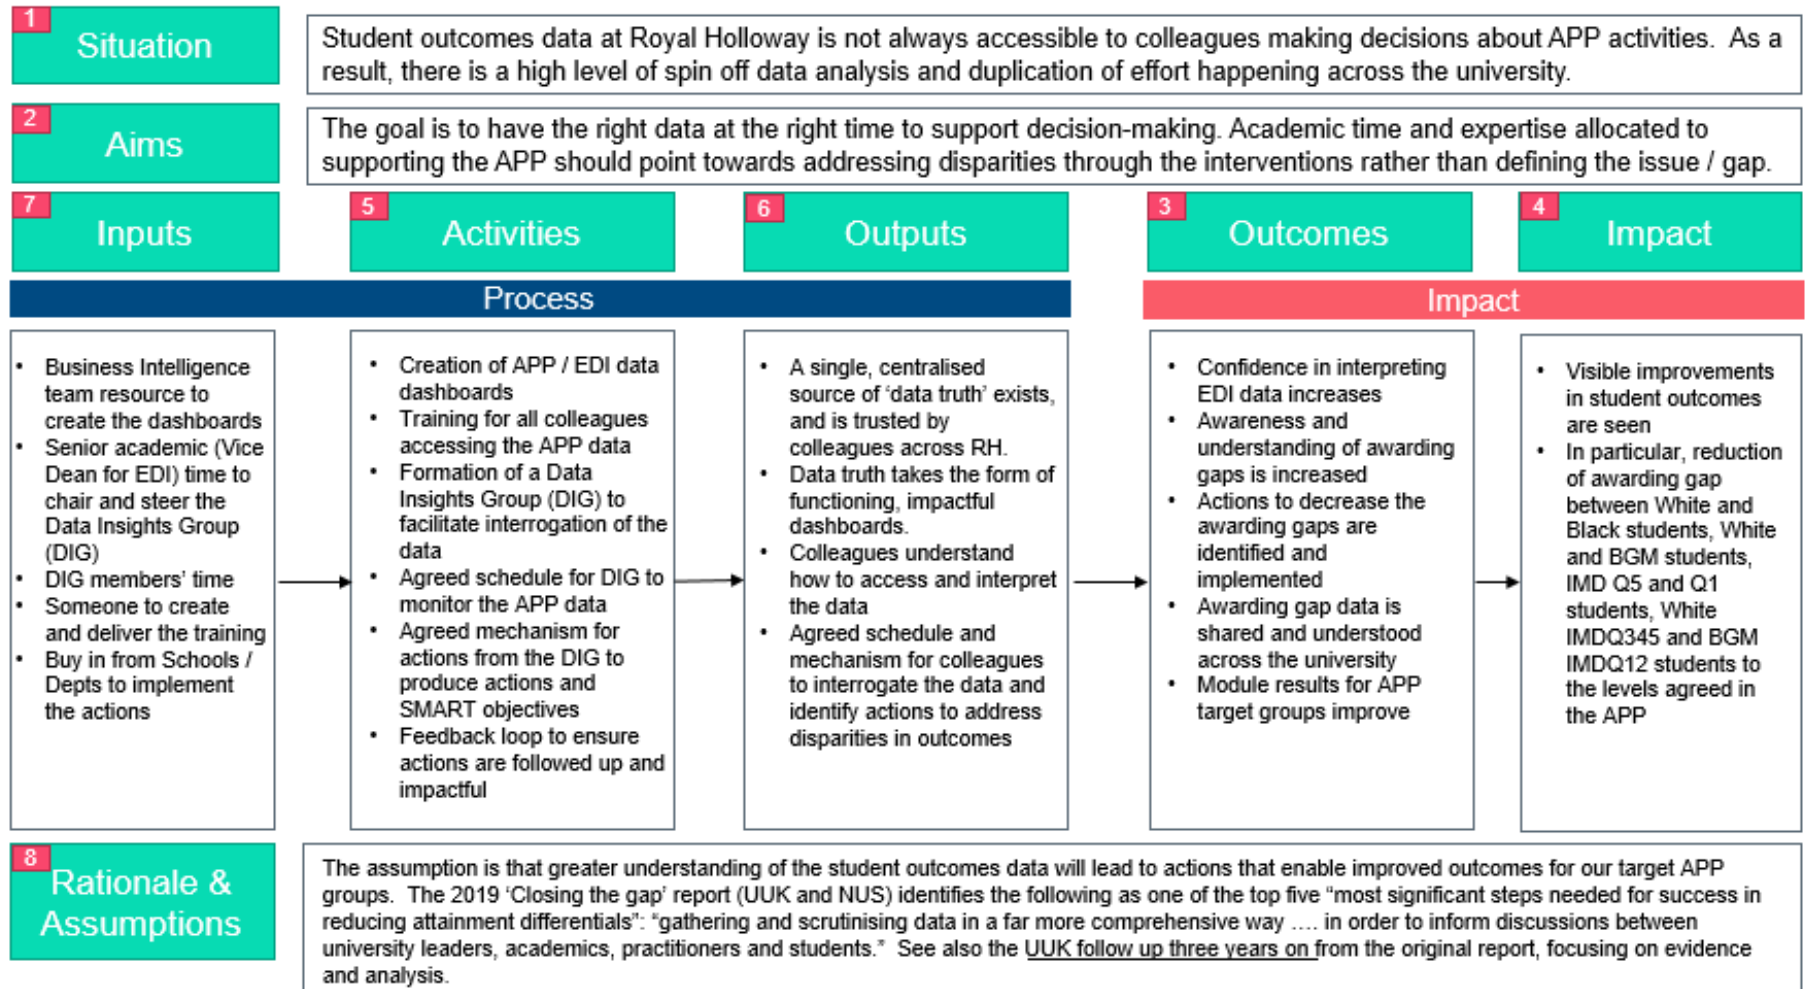 1
Situation
Student outcomes data at Royal Holloway is not always accessible to colleagues making decisions about APP activities. As a
result, there is a high level of spin off data analysis and duplication of effort happening across the university.
2
Aims
The goal is to have the right data at the right time to support decision-making. Academic time and expertise allocated to
supporting the APP should point towards addressing disparities through the interventions rather than defining the issue / gap.
7
Inputs
5
Activities
6
Outputs
3
Outcomes
4
Impact
Process
Impact
• Business Intelligence
team resource to
create the dashboards
• Senior academic (Vice
Dean for EDI) time to
chair and steer the
Data Insights Group
(DIG)
• DIG members' time
• Someone to create
and deliver the training
• Buy in from Schools /
Depts to implement
the actions
• Creation of APP / EDI data
dashboards
• Training for all colleagues
accessing the APP data
• Formation of a Data
Insights Group (DIG) to
facilitate interrogation of the
data
• Agreed schedule for DIG to
monitor the APP data
• Agreed mechanism for
actions from the DIG to
produce actions and
SMART objectives
• Feedback loop to ensure
actions are followed up and
impactful
• A single, centralised
source of 'data truth' exists,
and is trusted by
colleagues across RH.
• Data truth takes the form of
functioning, impactful
dashboards.
• Colleagues understand
how to access and interpret
the data
• Agreed schedule and
mechanism for colleagues
to interrogate the data and
identify actions to address
disparities in outcomes
• Confidence in interpreting
EDI data increases
• Awareness and
understanding of awarding
gaps is increased
• Actions to decrease the
awarding gaps are
identified and
implemented
• Awarding gap data is
shared and understood
across the university
• Module results for APP
target groups improve
• Visible improvements
in student outcomes
are seen
• In particular, reduction
of awarding gap
between White and
Black students, White
and BGM students,
IMD Q5 and Q1
students, White
IMDQ345 and BGM
IMDQ12 students to
the levels agreed in
the APP
8
Rationale &
Assumptions
The assumption is that greater understanding of the student outcomes data will lead to actions that enable improved outcomes for our target APP
groups. The 2019 'Closing the gap' report (UUK and NUS) identifies the following as one of the top five "most significant steps needed for success in
reducing attainment differentials": "gathering and scrutinising data in a far more comprehensive way .... in order to inform discussions between
university leaders, academics, practitioners and students." See also the UUK follow up three years on from the original report, focusing on evidence
and analysis.